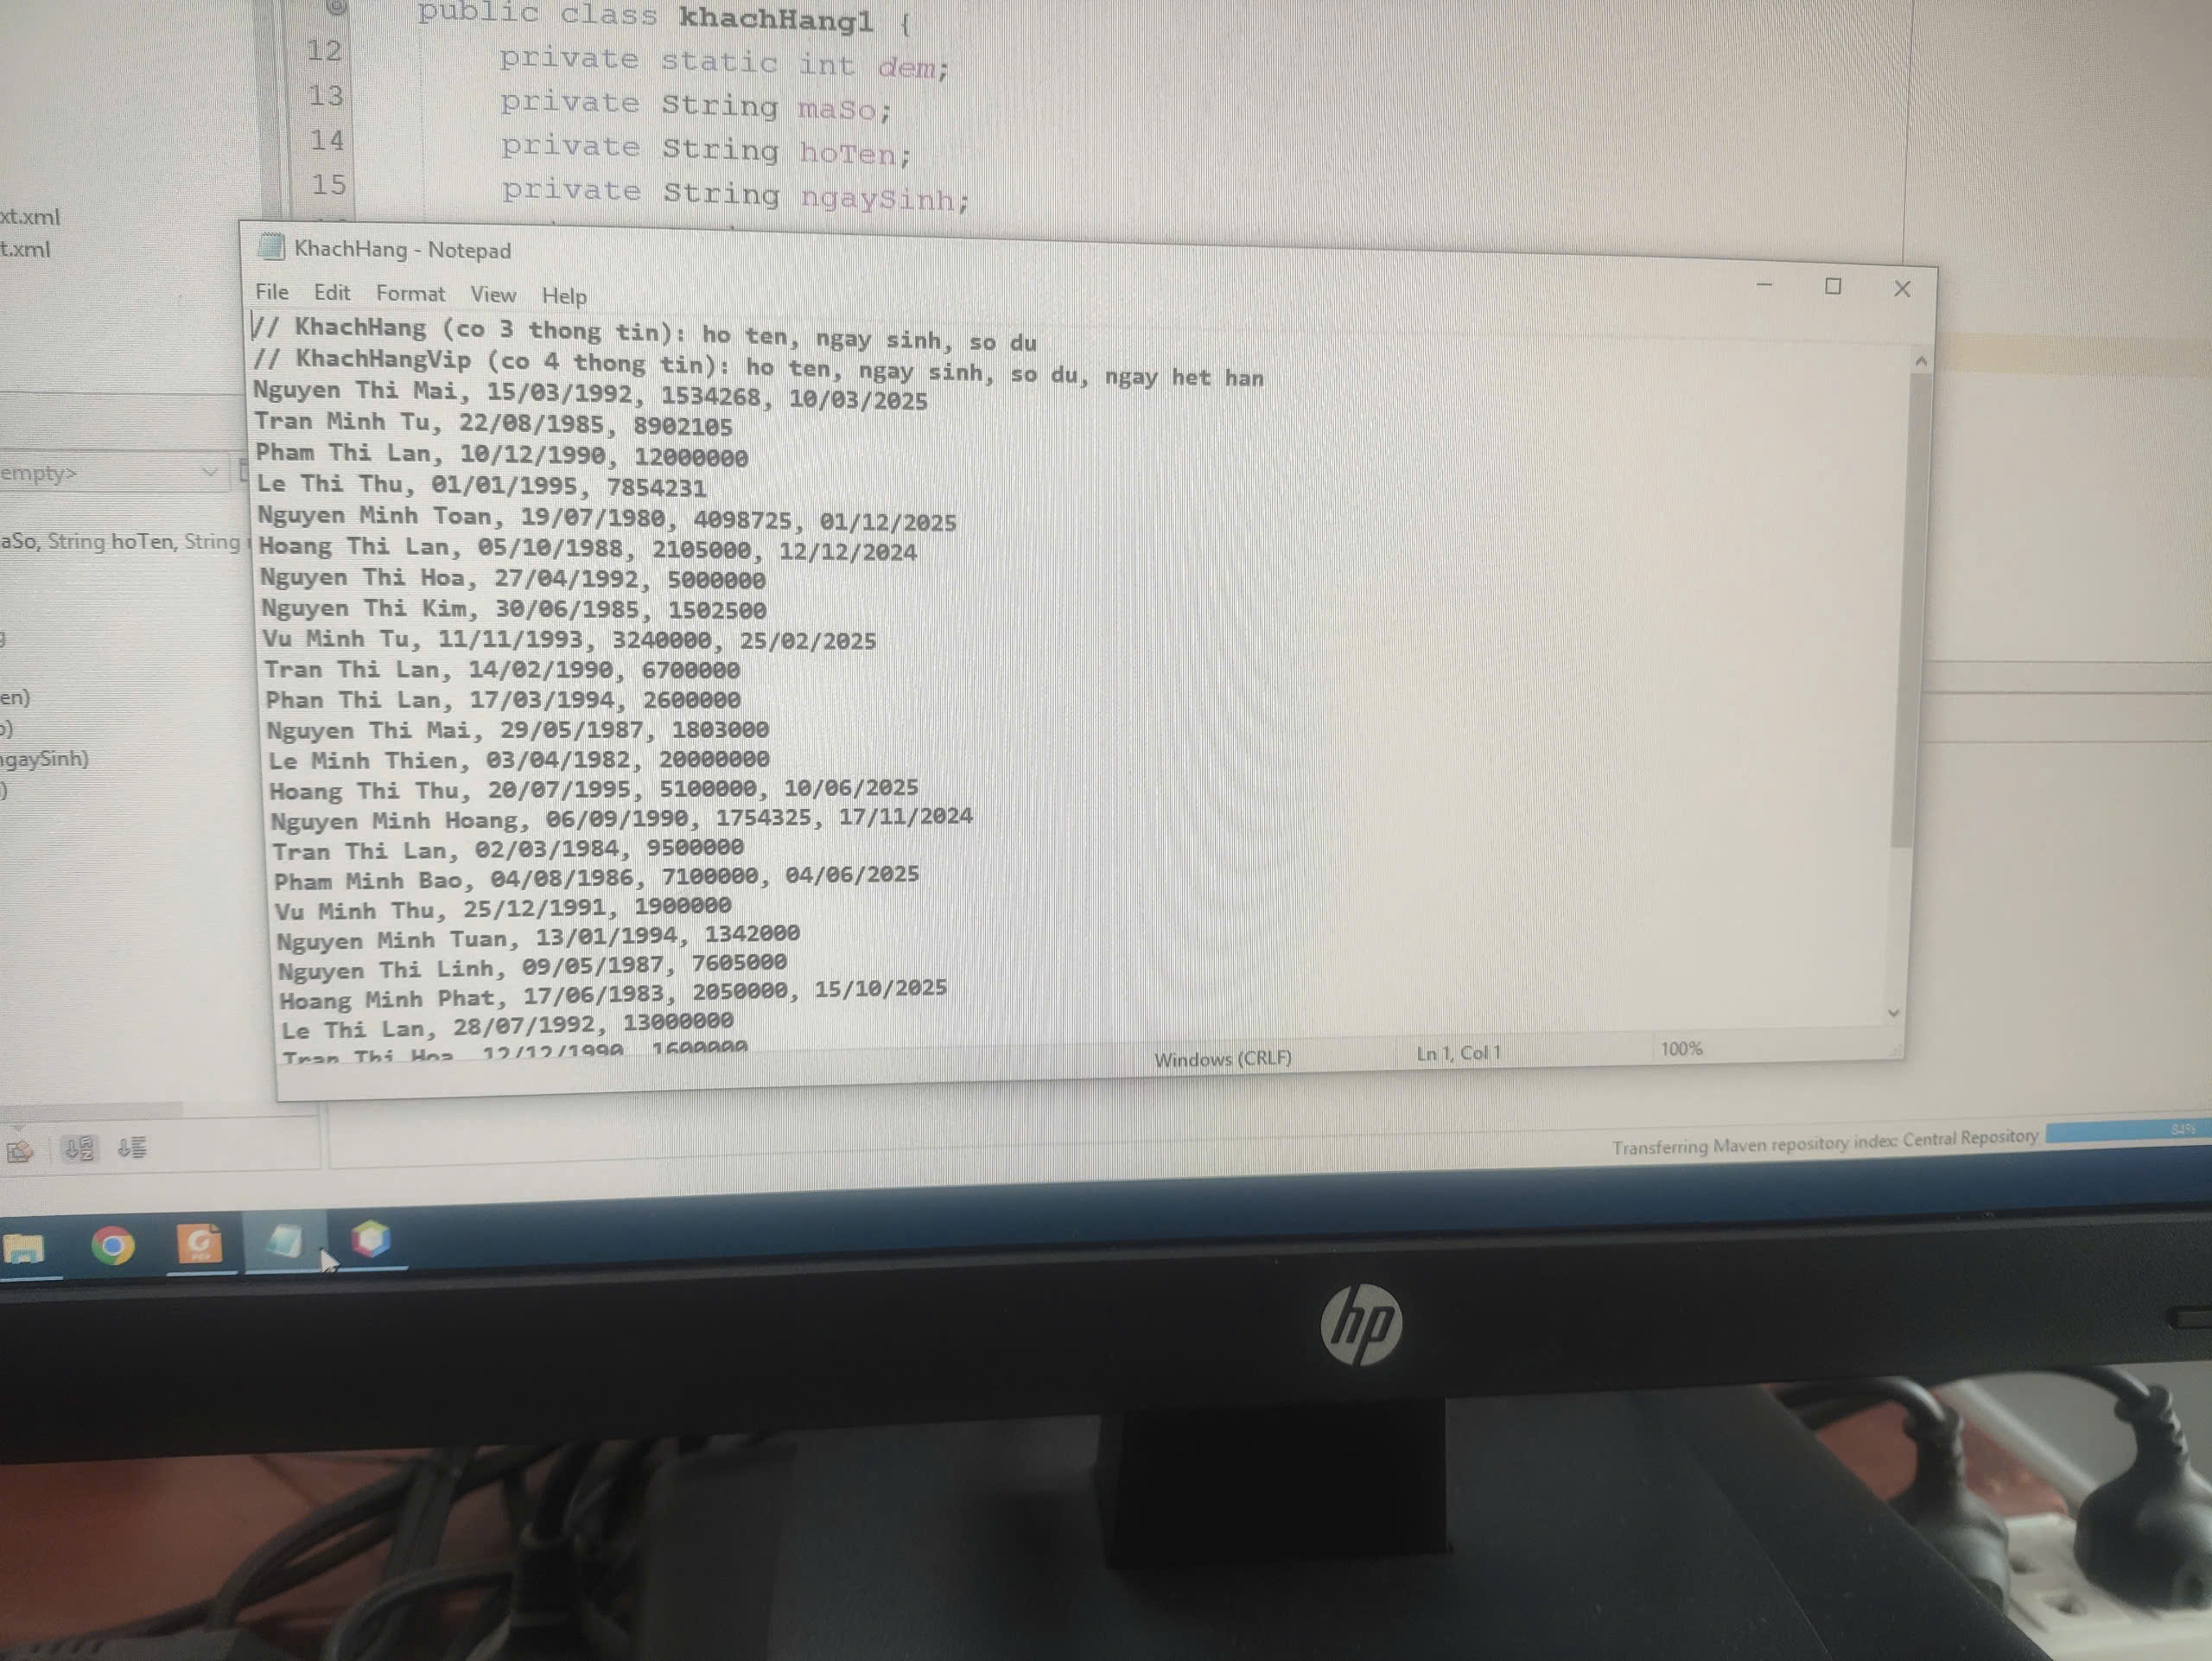 public class khachHang1 {
12 private static int dem;
13 private String maSo;
14 private String hoTen;
15 private String ngaySinh;
xt.xml
t.xml
KhachHang - Notepad
File Edit Format View Help
// KhachHang (co 3 thong tin): ho ten, ngay sinh, so du
// KhachHangVip (co 4 thong tin): ho ten, ngay sinh, so du, ngay het han
Nguyen Thi Mai, 15/03/1992, 1534268, 10/03/2025
Tran Minh Tu, 22/08/1985, 8902105
Pham Thi Lan, 10/12/1990, 12000000
empty>
Le Thi Thu, 01/01/1995, 7854231
Nguyen Minh Toan, 19/07/1980, 4098725, 01/12/2025
aSo, String hoTen, String
Hoang Thi Lan, 05/10/1988, 2105000, 12/12/2024
Nguyen Thi Hoa, 27/04/1992, 5000000
Nguyen Thi Kim, 30/06/1985, 1502500
Vu Minh Tu, 11/11/1993, 3240000, 25/02/2025
Tran Thi Lan, 14/02/1990, 6700000
en)
Phan Thi Lan, 17/03/1994, 2600000
Nguyen Thi Mai, 29/05/1987, 1803000
ngaySinh)
Le Minh Thien, 03/04/1982, 20000000
Hoang Thi Thu, 20/07/1995, 5100000, 10/06/2025
Nguyen Minh Hoang, 06/09/1990, 1754325, 17/11/2024
Tran Thi Lan, 02/03/1984, 9500000
Pham Minh Bao, 04/08/1986, 7100000, 04/06/2025
Vu Minh Thu, 25/12/1991, 1900000
Nguyen Minh Tuan, 13/01/1994, 1342000
Nguyen Thi Linh, 09/05/1987, 7605000
Hoang Minh Phat, 17/06/1983, 2050000, 15/10/2025
Le Thi Lan, 28/07/1992, 13000000
Tran Thi Hoa, 12/12/1990
Windows (CRLF) Ln 1, Col 1 100%
Transferring Maven repository index: Central Repository 84%
hp